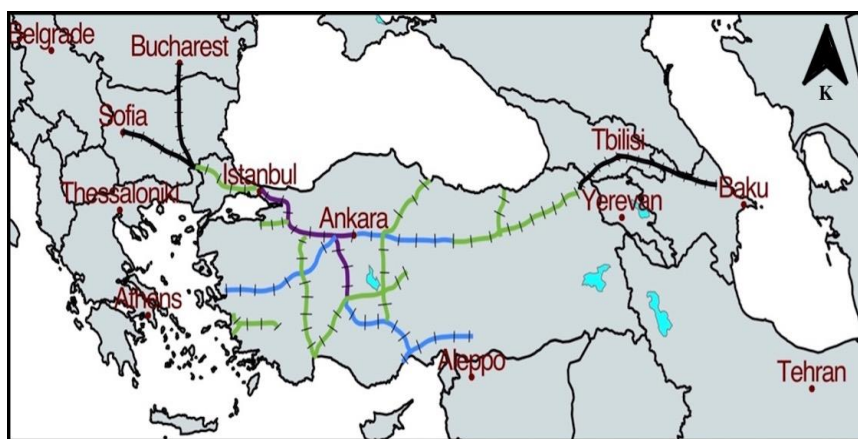 Belgrade
Bucharest
K
Sofia
Tbilisi
Istanbul
Thessaloniki
Yerevan
Baku
Ankara
Athens
Aleppo
Tehran